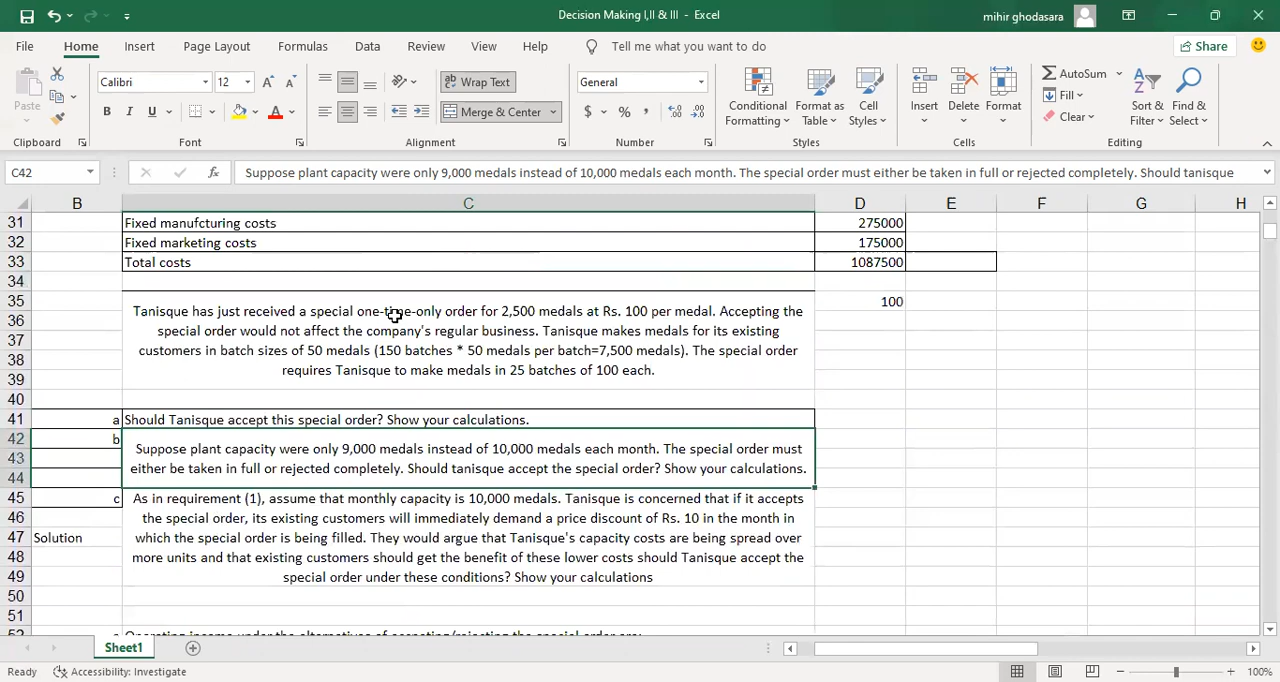 Decision Making I,II & III - Excel
mihir ghodasara
File Home Insert Page Layout Formulas Data Review View Help Tell me what you want to do Share
Calibri 12 Wrap Text General AutoSum
Paste B I U Merge & Center $ % , Conditional Formatting Format as Table Cell Styles Insert Delete Format Fill Clear Sort & Filter Find & Select
Clipboard Font Alignment Number Styles Cells Editing
C42 fx Suppose plant capacity were only 9,000 medals instead of 10,000 medals each month. The special order must either be taken in full or rejected completely. Should tanisque
B C D E F G H
31 Fixed manufcturing costs 275000
32 Fixed marketing costs 175000
33 Total costs 1087500
34
35 100
Tanisque has just received a special one-time-only order for 2,500 medals at Rs. 100 per medal. Accepting the
36
special order would not affect the company's regular business. Tanisque makes medals for its existing
37
customers in batch sizes of 50 medals (150 batches * 50 medals per batch=7,500 medals). The special order
38
requires Tanisque to make medals in 25 batches of 100 each.
39
40
41 a Should Tanisque accept this special order? Show your calculations.
42 b
Suppose plant capacity were only 9,000 medals instead of 10,000 medals each month. The special order must
43
either be taken in full or rejected completely. Should tanisque accept the special order? Show your calculations.
44
45 c As in requirement (1), assume that monthly capacity is 10,000 medals. Tanisque is concerned that if it accepts
46 the special order, its existing customers will immediately demand a price discount of Rs. 10 in the month in
47 Solution which the special order is being filled. They would argue that Tanisque's capacity costs are being spread over
48 more units and that existing customers should get the benefit of these lower costs should Tanisque accept the
49 special order under these conditions? Show your calculations
50
51
Sheet1
Ready Accessibility: Investigate 100%